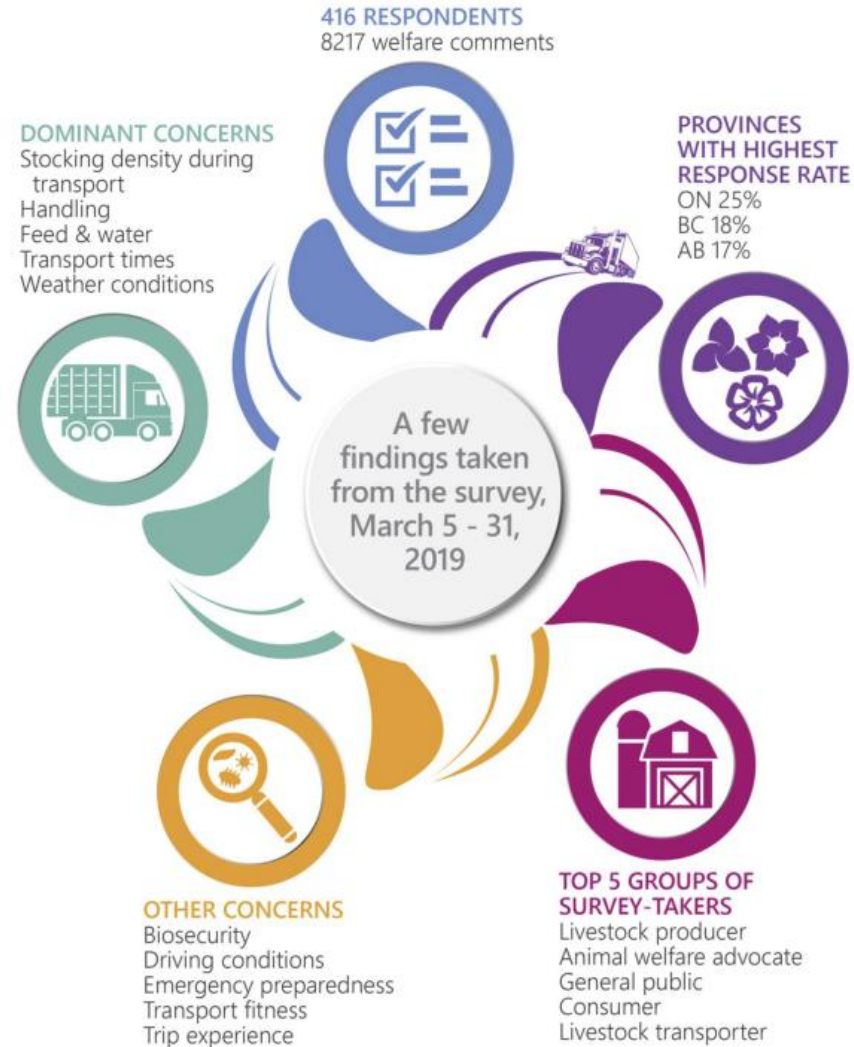 416 RESPONDENTS
8217 welfare comments
DOMINANT CONCERNS
Stocking density during
transport
Handling
Feed & water
Transport times
Weather conditions
PROVINCES
WITH HIGHEST
RESPONSE RATE
ON 25%
BC 18%
AB 17%
A few
findings taken
from the survey,
March 5 - 31,
2019
OTHER CONCERNS
Biosecurity
Driving conditions
Emergency preparedness
Transport fitness
Trip experience
TOP 5 GROUPS OF
SURVEY-TAKERS
Livestock producer
Animal welfare advocate
General public
Consumer
Livestock transporter